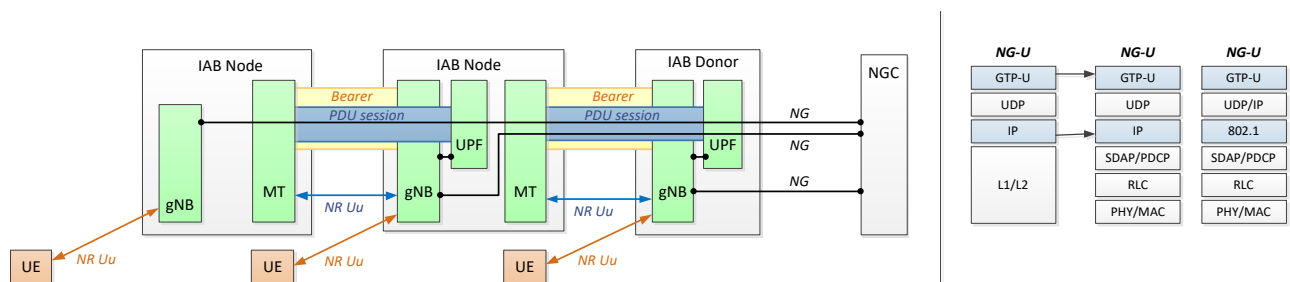 IAB Node
IAB Node
IAB Donor
NGC
Bearer
PDU session
Bearer
PDU session
NG
NG
NG
UPF
UPF
gNB
MT
gNB
MT
gNB
NR Uu
NR Uu
UE
NR Uu
UE
NR Uu
UE
NR Uu
NG-U
GTP-U
UDP
IP
L1/L2
NG-U
GTP-U
UDP
IP
SDAP/PDCP
RLC
PHY/MAC
NG-U
GTP-U
UDP/IP
802.1
SDAP/PDCP
RLC
PHY/MAC